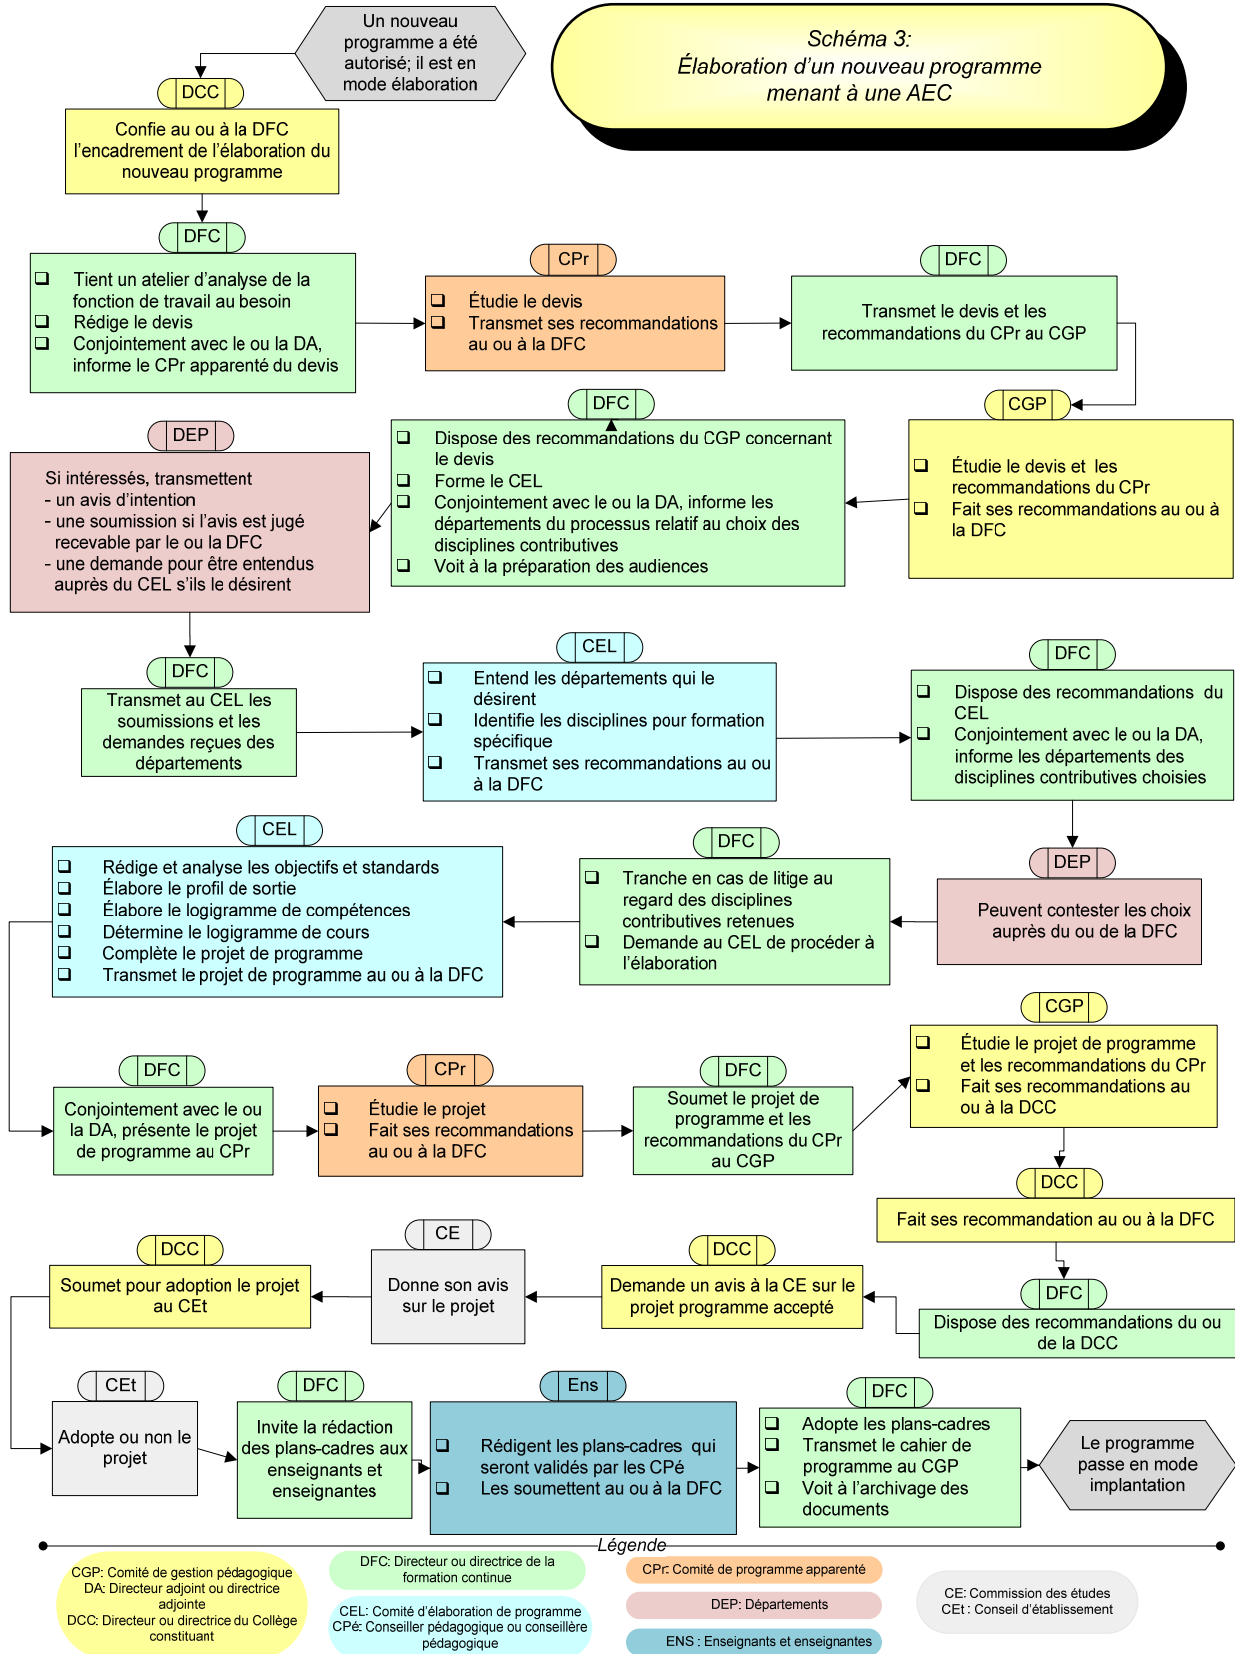 Un nouveau
programme a été
autorisé; il est en
mode élaboration
Schéma 3:
Élaboration d'un nouveau programme
menant à une AEC
DCC
Confie au ou à la DFC
l'encadrement de l'élaboration du
nouveau programme
DFC
Tient un atelier d'analyse de la
fonction de travail au besoin
Rédige le devis
Conjointement avec le ou la DA,
informe le CPr apparenté du devis
CPr
Étudie le devis
Transmet ses recommandations
au ou à la DFC
DFC
Transmet le devis et les
recommandations du CPr au CGP
CGP
Étudie le devis et les
recommandations du CPr
Fait ses recommandations au ou à
la DFC
DFC
Dispose des recommandations du CGP concernant
le devis
Forme le CEL
Conjointement avec le ou la DA, informe les
départements du processus relatif au choix des
disciplines contributives
Voit à la préparation des audiences
DEP
Si intéressés, transmettent
- un avis d'intention
- une soumission si l'avis est jugé
recevable par le ou la DFC
- une demande pour être entendus
auprès du CEL s'ils le désirent
DFC
Transmet au CEL les
soumissions et les
demandes reçues des
départements
CEL
Entend les départements qui le
désirent
Identifie les disciplines pour formation
spécifique
Transmet ses recommandations au ou
à la DFC
DFC
Dispose des recommandations du
CEL
Conjointement avec le ou la DA,
informe les départements des
disciplines contributives choisies
DEP
Peuvent contester les choix
auprès du ou de la DFC
DFC
Tranche en cas de litige au
regard des disciplines
contributives retenues
Demande au CEL de procéder à
l'élaboration
CEL
Rédige et analyse les objectifs et standards
Élabore le profil de sortie
Élabore le logigramme de compétences
Détermine le logigramme de cours
Complète le projet de programme
Transmet le projet de programme au ou à la DFC
DFC
Conjointement avec le ou
la DA, présente le projet
de programme au CPr
CPr
Étudie le projet
Fait ses recommandations
au ou à la DFC
DFC
Soumet le projet de
programme et les
recommandations du CPr
au CGP
CGP
Étudie le projet de programme
et les recommandations du CPr
Fait ses recommandations au
ou à la DCC
DCC
Fait ses recommandation au ou à la DFC
DFC
Dispose des recommandations du ou
de la DCC
DCC
Demande un avis à la CE sur le
projet programme accepté
CE
Donne son avis
sur le projet
DCC
Soumet pour adoption le projet
au CEt
CEt
Adopte ou non le
projet
DFC
Invite la rédaction
des plans-cadres aux
enseignants et
enseignantes
Ens
Rédigent les plans-cadres qui
seront validés par les CPé
Les soumettent au ou à la DFC
DFC
Adopte les plans-cadres
Transmet le cahier de
programme au CGP
Voit à l'archivage des
documents
Le programme
passe en mode
implantation
Légende
CGP: Comité de gestion pédagogique
DA: Directeur adjoint ou directrice
adjointe
DCC: Directeur ou directrice du Collège
constituant
DFC: Directeur ou directrice de la
formation continue
CEL: Comité d'élaboration de programme
CPé: Conseiller pédagogique ou conseillère
pédagogique
CPr: Comité de programme apparenté
DEP: Départements
ENS : Enseignants et enseignantes
CE: Commission des études
CEt : Conseil d'établissement